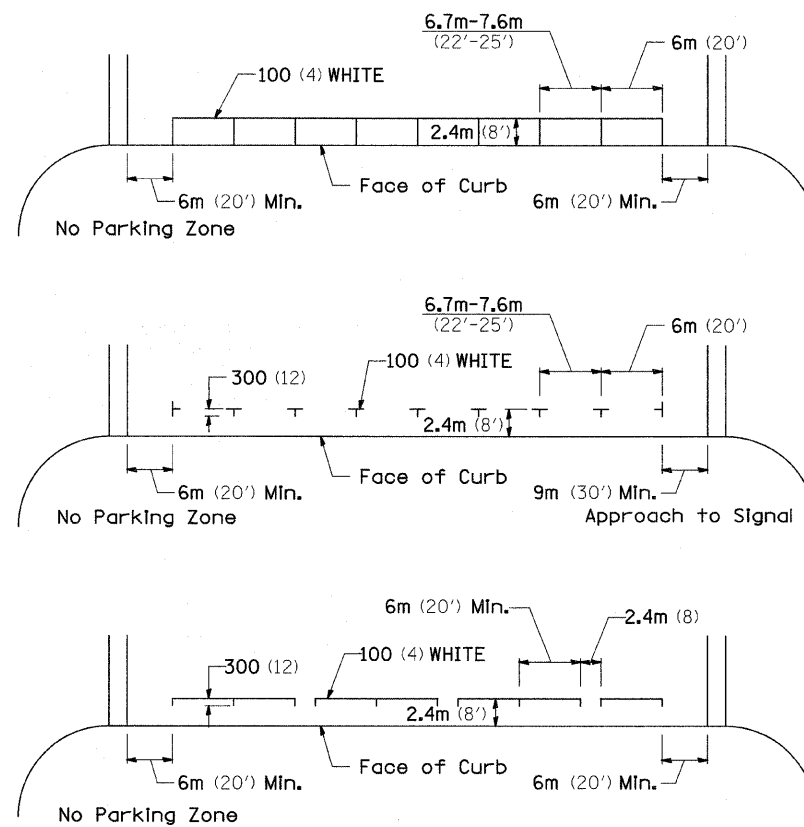 6.7m-7.6m
(22'-25')
6m (20')
100 (4) WHITE
2.4m (8')
Face of Curb
6m (20') Min.
6m (20') Min.
No Parking Zone
6.7m-7.6m
(22'-25')
6m (20')
100 (4) WHITE
300 (12)
2.4m (8')
Face of Curb
6m (20') Min.
9m (30') Min.
No Parking Zone
Approach to Signal
6m (20') Min.
2.4m (8)
100 (4) WHITE
300 (12)
2.4m (8')
Face of Curb
6m (20') Min.
6m (20') Min.
No Parking Zone